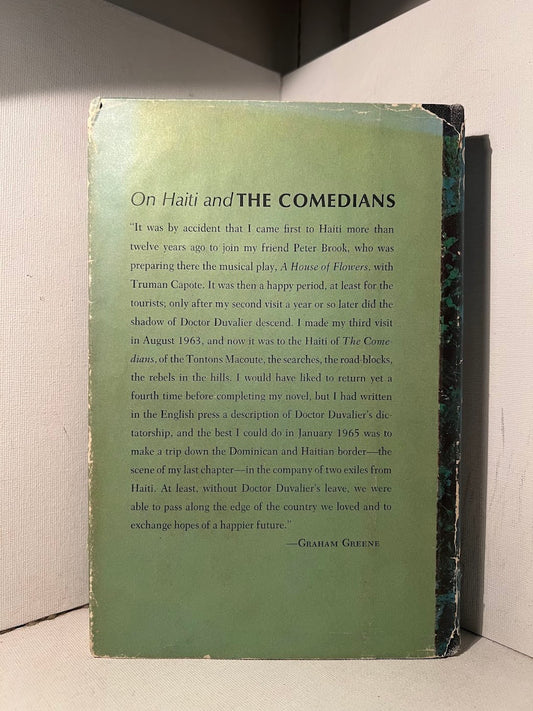 On Haiti and THE COMEDIANS
"It was by accident that I came first to Haiti more than
twelve years ago to join my friend Peter Brook, who was
preparing there the musical play, A House of Flowers, with
Truman Capote. It was then a happy period, at least for the
tourists; only after my second visit a year or so later did the
shadow of Doctor Duvalier descend. I made my third visit
in August 1963, and now it was to the Haiti of The Come-
dians, of the Tontons Macoute, the searches, the road-blocks,
the rebels in the hills. I would have liked to return yet a
fourth time before completing my novel, but I had written
in the English press a description of Doctor Duvalier's dic-
tatorship, and the best I could do in January 1965 was to
make a trip down the Dominican and Haitian border—the
scene of my last chapter—in the company of two exiles from
Haiti. At least, without Doctor Duvalier's leave, we were
able to pass along the edge of the country we loved and to
exchange hopes of a happier future."
—GRAHAM GREENE